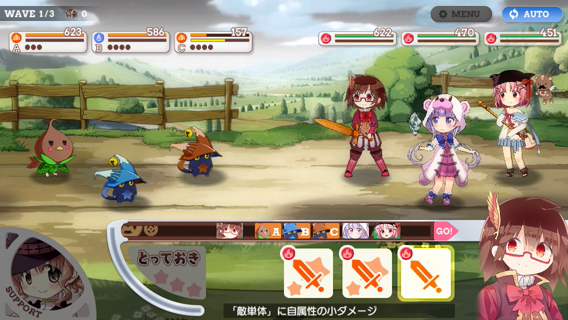 WAVE 1/3
0
MENU
AUTO
623
586
157
622
470
451
A
B
C
A
B
C
GO!
とっておき
SUPPORT
「敵単体」に自属性の小ダメージ